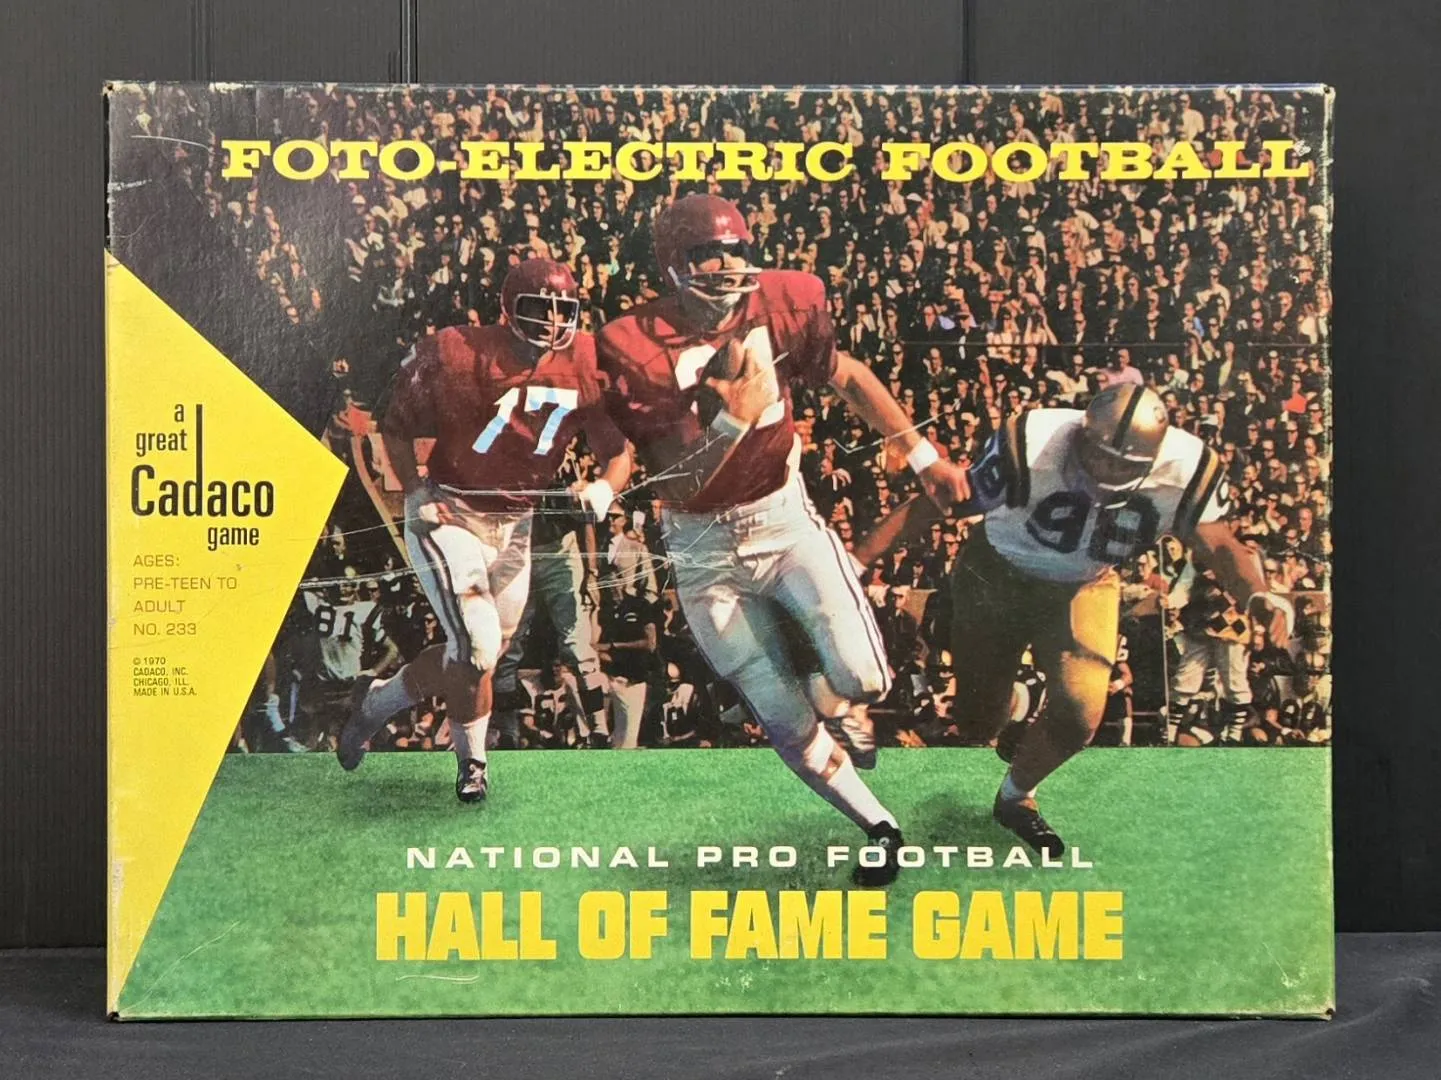 FOTO-ELECTRIC FOOTBALL
a
great
Cadaco
game
AGES:
PRE-TEEN TO
ADULT
NO. 233
© 1970
CADACO, INC.
CHICAGO, ILL.
MADE IN U.S.A.
17
98
81
NATIONAL PRO FOOTBALL
HALL OF FAME GAME